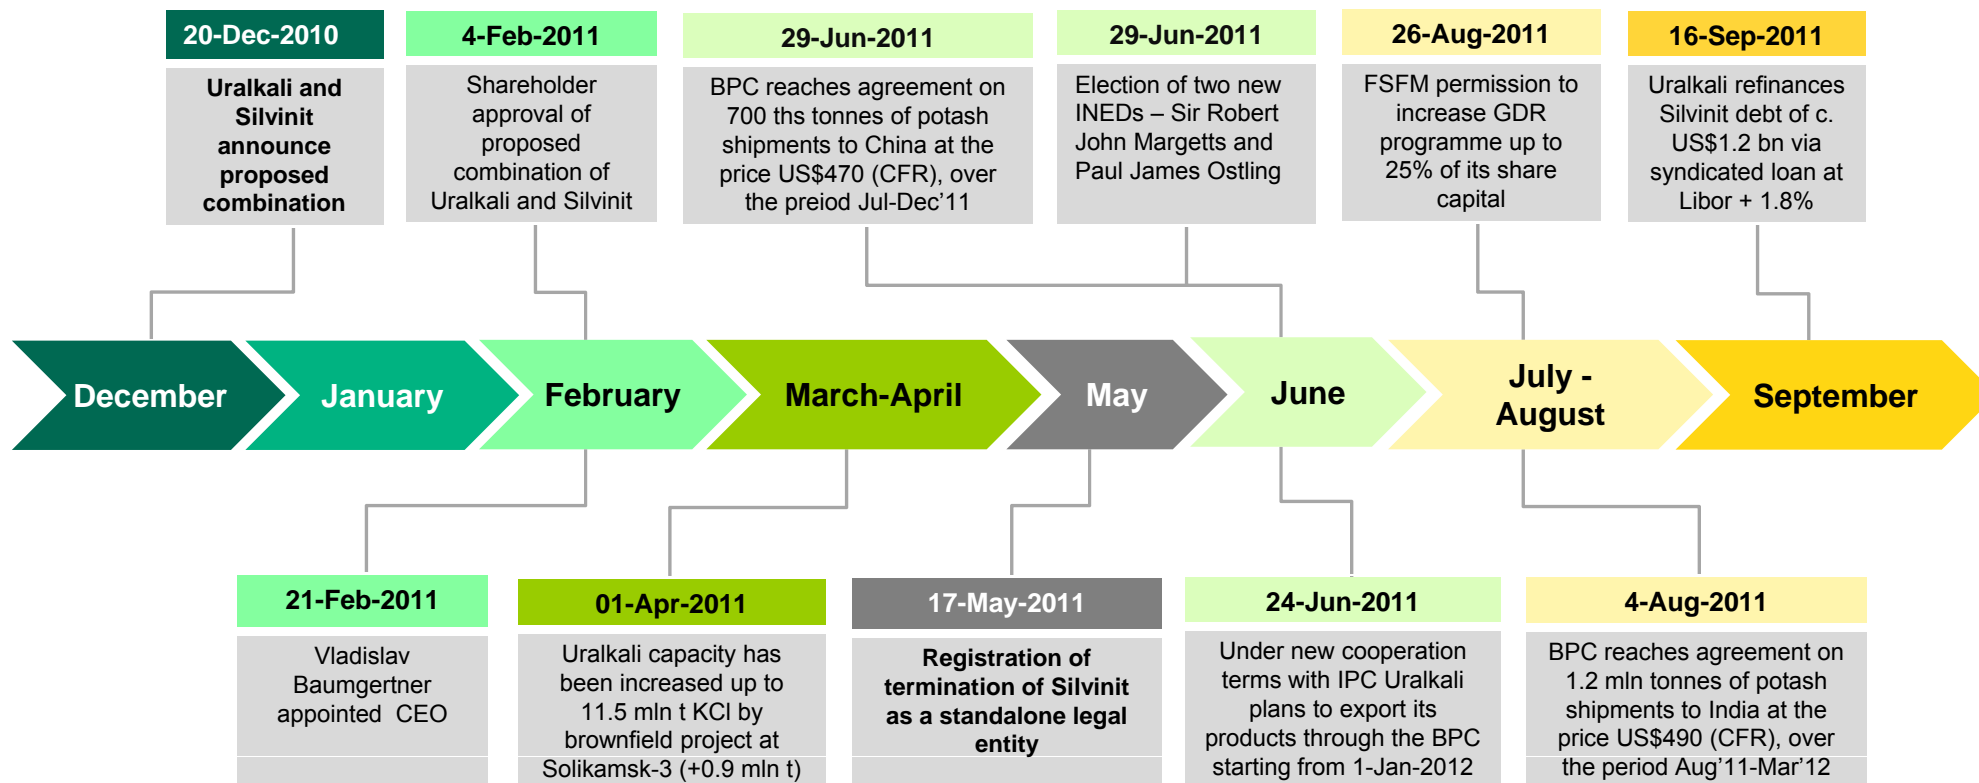 20-Dec-2010
Uralkali and
Silvinit
announce
proposed
combination
4-Feb-2011
Shareholder
approval of
proposed
combination of
Uralkali and Silvinit
29-Jun-2011
BPC reaches agreement on
700 ths tonnes of potash
shipments to China at the
price US$470 (CFR), over
the preiod Jul-Dec’11
29-Jun-2011
Election of two new
INEDs – Sir Robert
John Margetts and
Paul James Ostling
26-Aug-2011
FSFM permission to
increase GDR
programme up to
25% of its share
capital
16-Sep-2011
Uralkali refinances
Silvinit debt of c.
US$1.2 bn via
syndicated loan at
Libor + 1.8%
December
January
February
March-April
May
June
July -
August
September
21-Feb-2011
Vladislav
Baumgertner
appointed CEO
01-Apr-2011
Uralkali capacity has
been increased up to
11.5 mln t KCl by
brownfield project at
Solikamsk-3 (+0.9 mln t)
17-May-2011
Registration of
termination of Silvinit
as a standalone legal
entity
24-Jun-2011
Under new cooperation
terms with IPC Uralkali
plans to export its
products through the BPC
starting from 1-Jan-2012
4-Aug-2011
BPC reaches agreement on
1.2 mln tonnes of potash
shipments to India at the
price US$490 (CFR), over
the period Aug’11-Mar’12